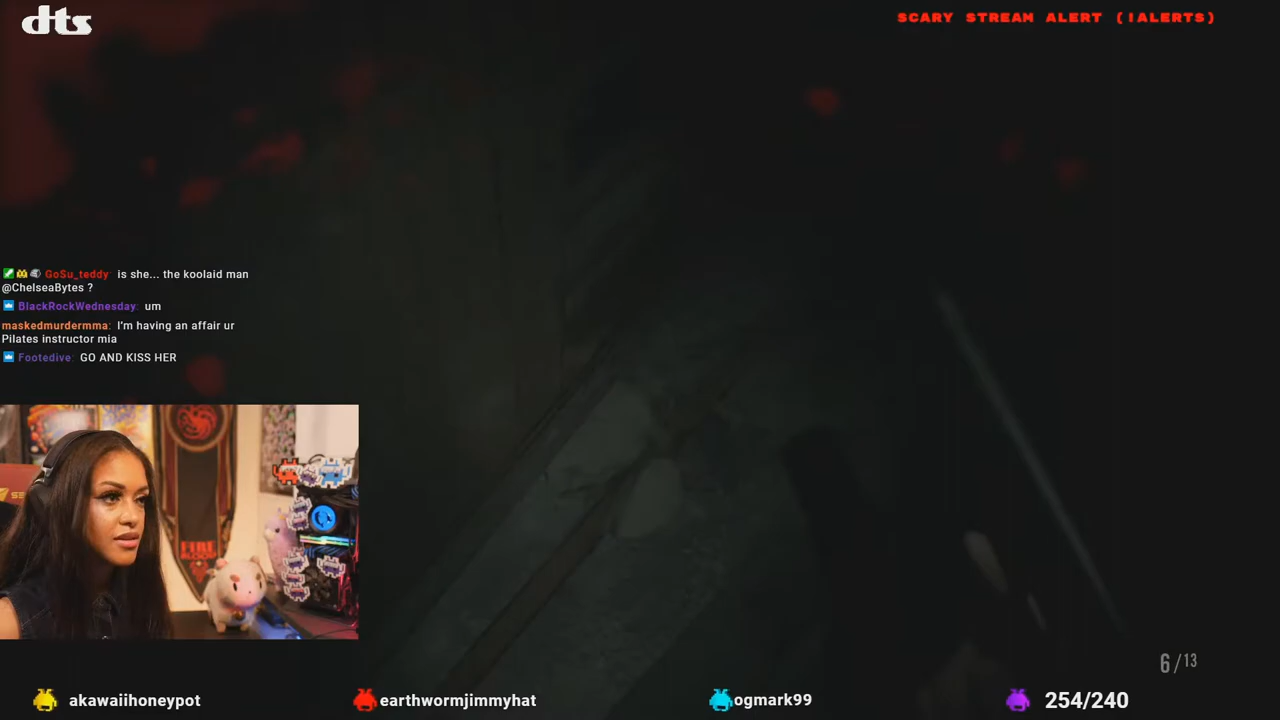 dts
SCARY STREAM ALERT (!ALERTS)
GoSu_teddy: is she... the koolaid man
@ChelseaBytes ?
BlackRockWednesday: um
maskedmurdermma: I'm having an affair ur
Pilates instructor mia
Footedive: GO AND KISS HER
FIRE
BLOOD
6/13
akawaiihoneypot
earthwormjimmyhat
ogmark99
254/240